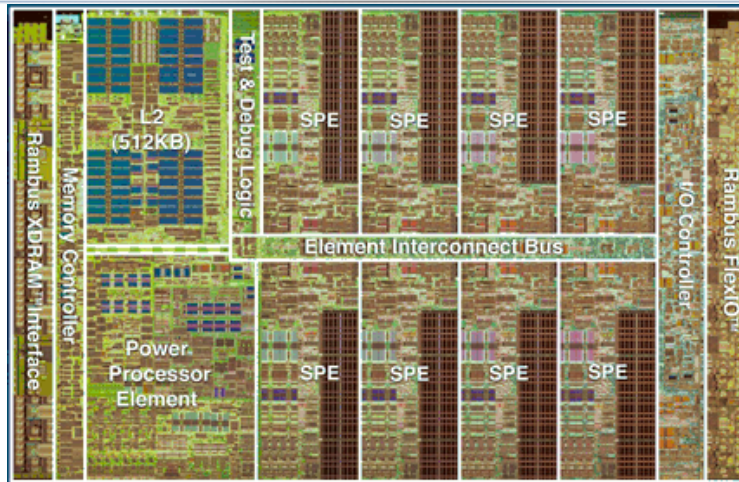 Rambus XDRAM™ Interface
Memory Controller
L2
(512KB)
Test & Debug Logic
SPE
SPE
SPE
SPE
I/O Controller
Rambus FlexIO™
Element Interconnect Bus
Power
Processor
Element
SPE
SPE
SPE
SPE